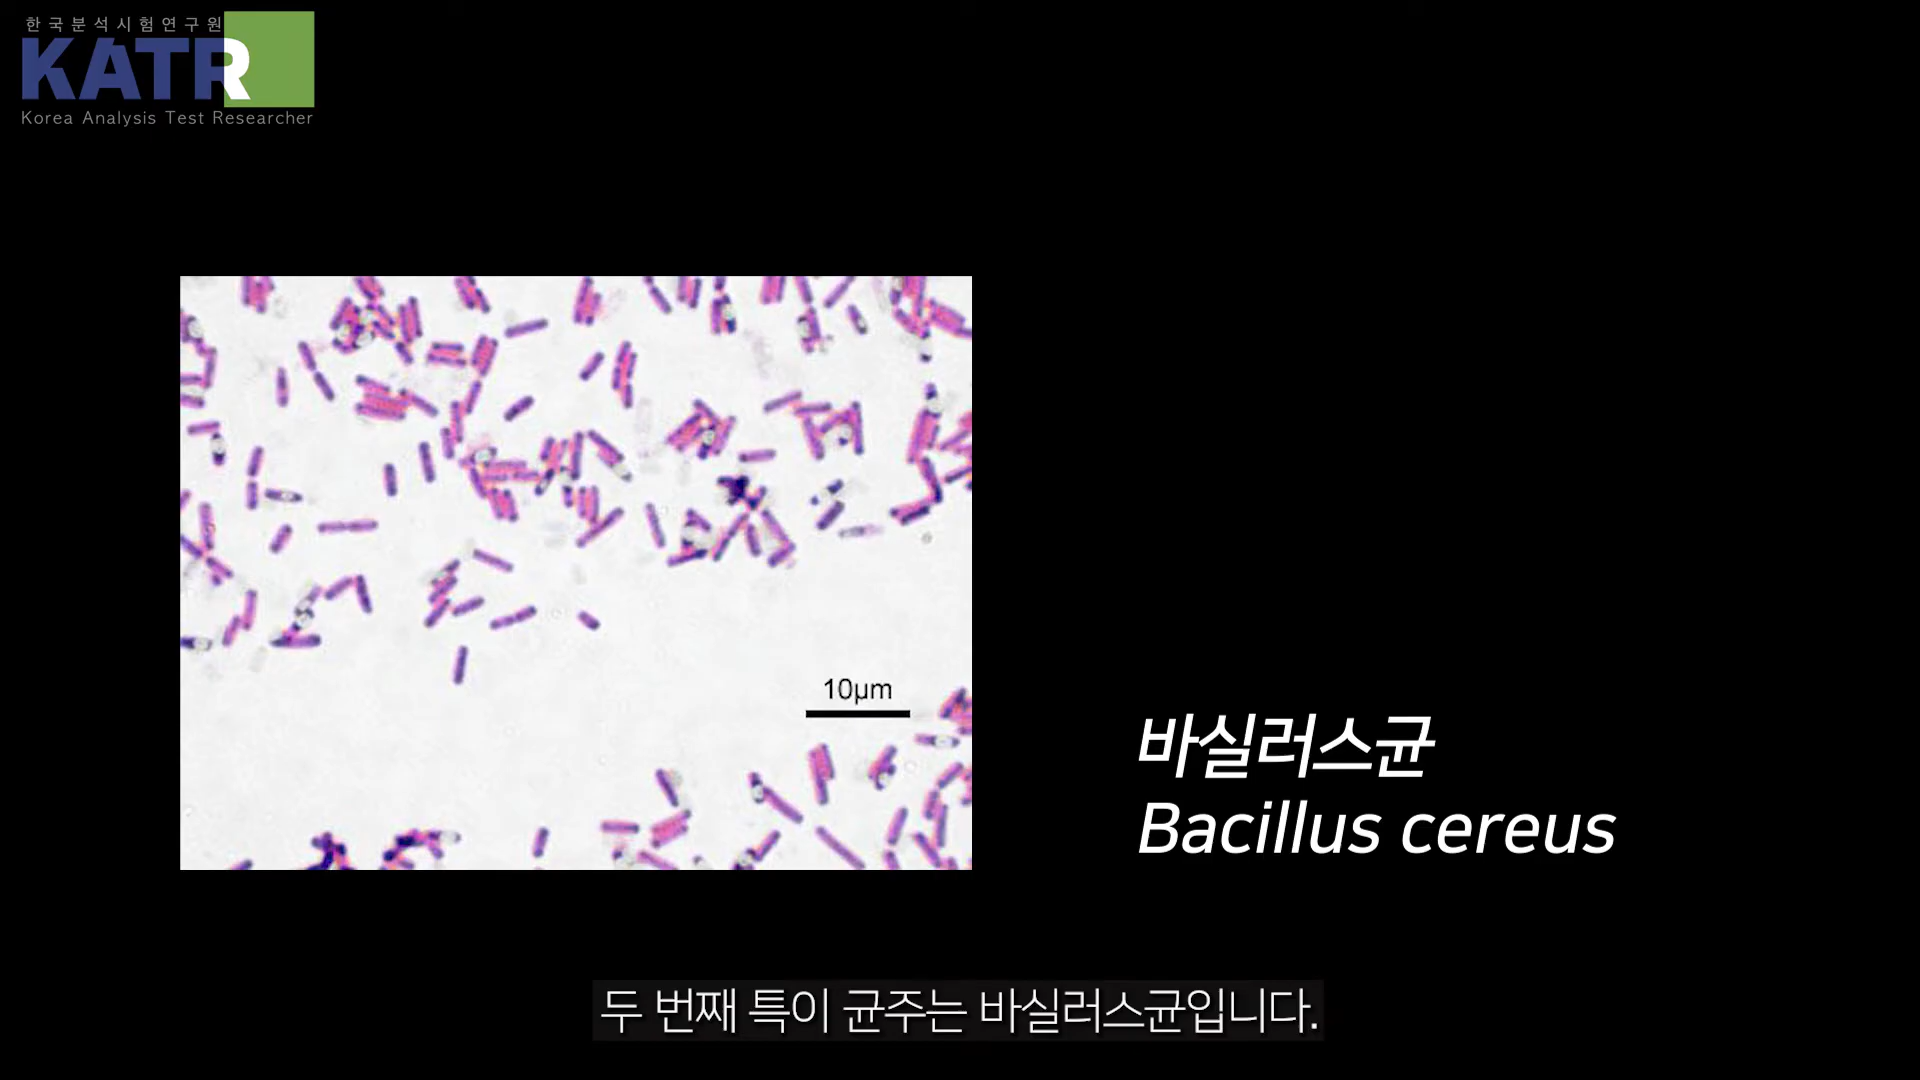 한국분석시험연구원
KATR
Korea Analysis Test Researcher
10µm
바실러스균
Bacillus cereus
두 번째 특이 균주는 바실러스균입니다.